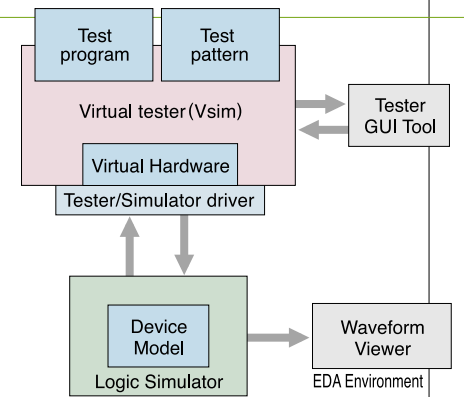 Test
program
Test
pattern
Virtual tester(Vsim)
Tester
GUI Tool
Virtual Hardware
Tester/Simulator driver
Device
Model
Logic Simulator
Waveform
Viewer
EDA Environment